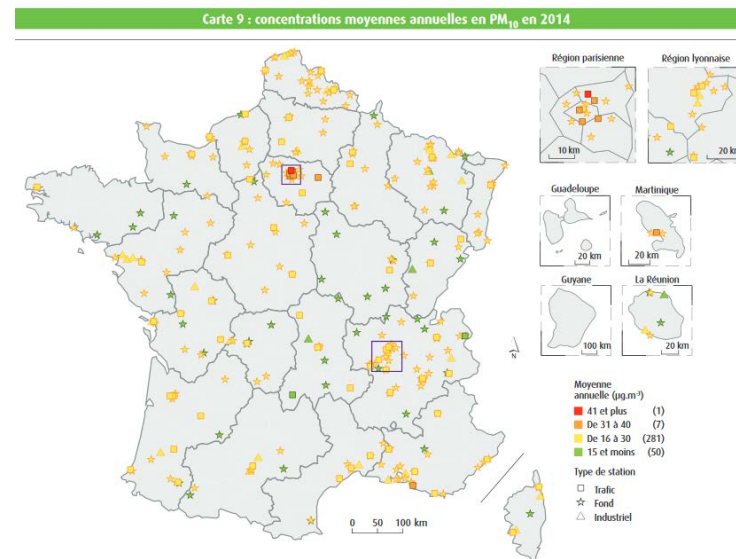 Carte 9 : concentrations moyennes annuelles en PM10 en 2014
Région parisienne
10 km
Région lyonnaise
20 km
Guadeloupe
20 km
Martinique
20 km
Guyane
100 km
La Réunion
20 km
N
Moyenne
annuelle (µg.m-3)
41 et plus (1)
De 31 à 40 (7)
De 16 à 30 (281)
15 et moins (50)
Type de station
Trafic
Fond
Industriel
0 50 100 km